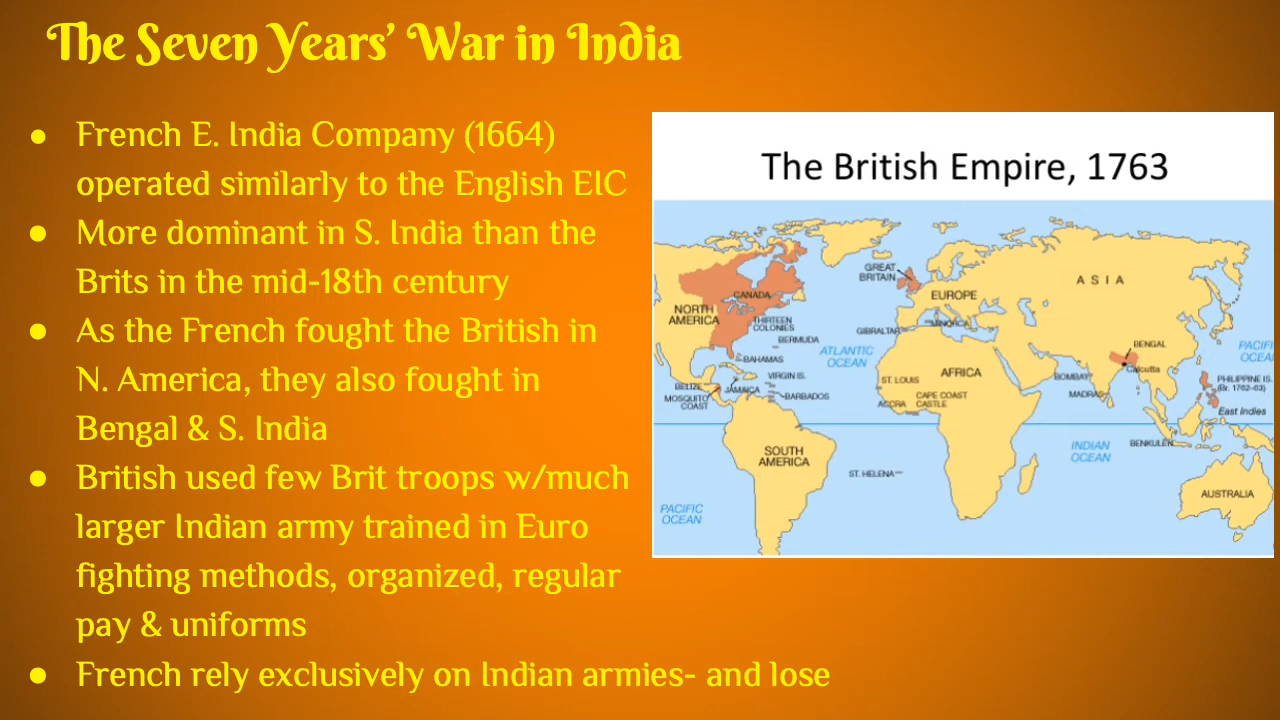 The Seven Years' War in India
● French E. India Company (1664)
operated similarly to the English EIC
● More dominant in S. India than the
Brits in the mid-18th century
● As the French fought the British in
N. America, they also fought in
Bengal & S. India
● British used few Brit troops w/much
larger Indian army trained in Euro
fighting methods, organized, regular
pay & uniforms
● French rely exclusively on Indian armies- and lose
The British Empire, 1763
GREAT
BRITAIN
ASIA
CANADA
EUROPE
NORTH
AMERICA
THIRTEEN
COLONIES
GIBRALTAR
MINORCA
BERMUDA
BENGAL
ATLANTIC
OCEAN
PACIFI
OCEA
BAHAMAS
Calcutta
VIRGIN IS.
ST. LOUIS
AFRICA
BOMBAY
PHILIPPINE IS.
(Br. 1762–63)
BELIZE
JAMAICA
MOSQUITO
COAST
BARBADOS
CAPE COAST
CASTLE
ACCRA
MADRAS
East Indies
SOUTH
AMERICA
INDIAN
OCEAN
BENKULEN
ST. HELENA
AUSTRALIA
PACIFIC
OCEAN